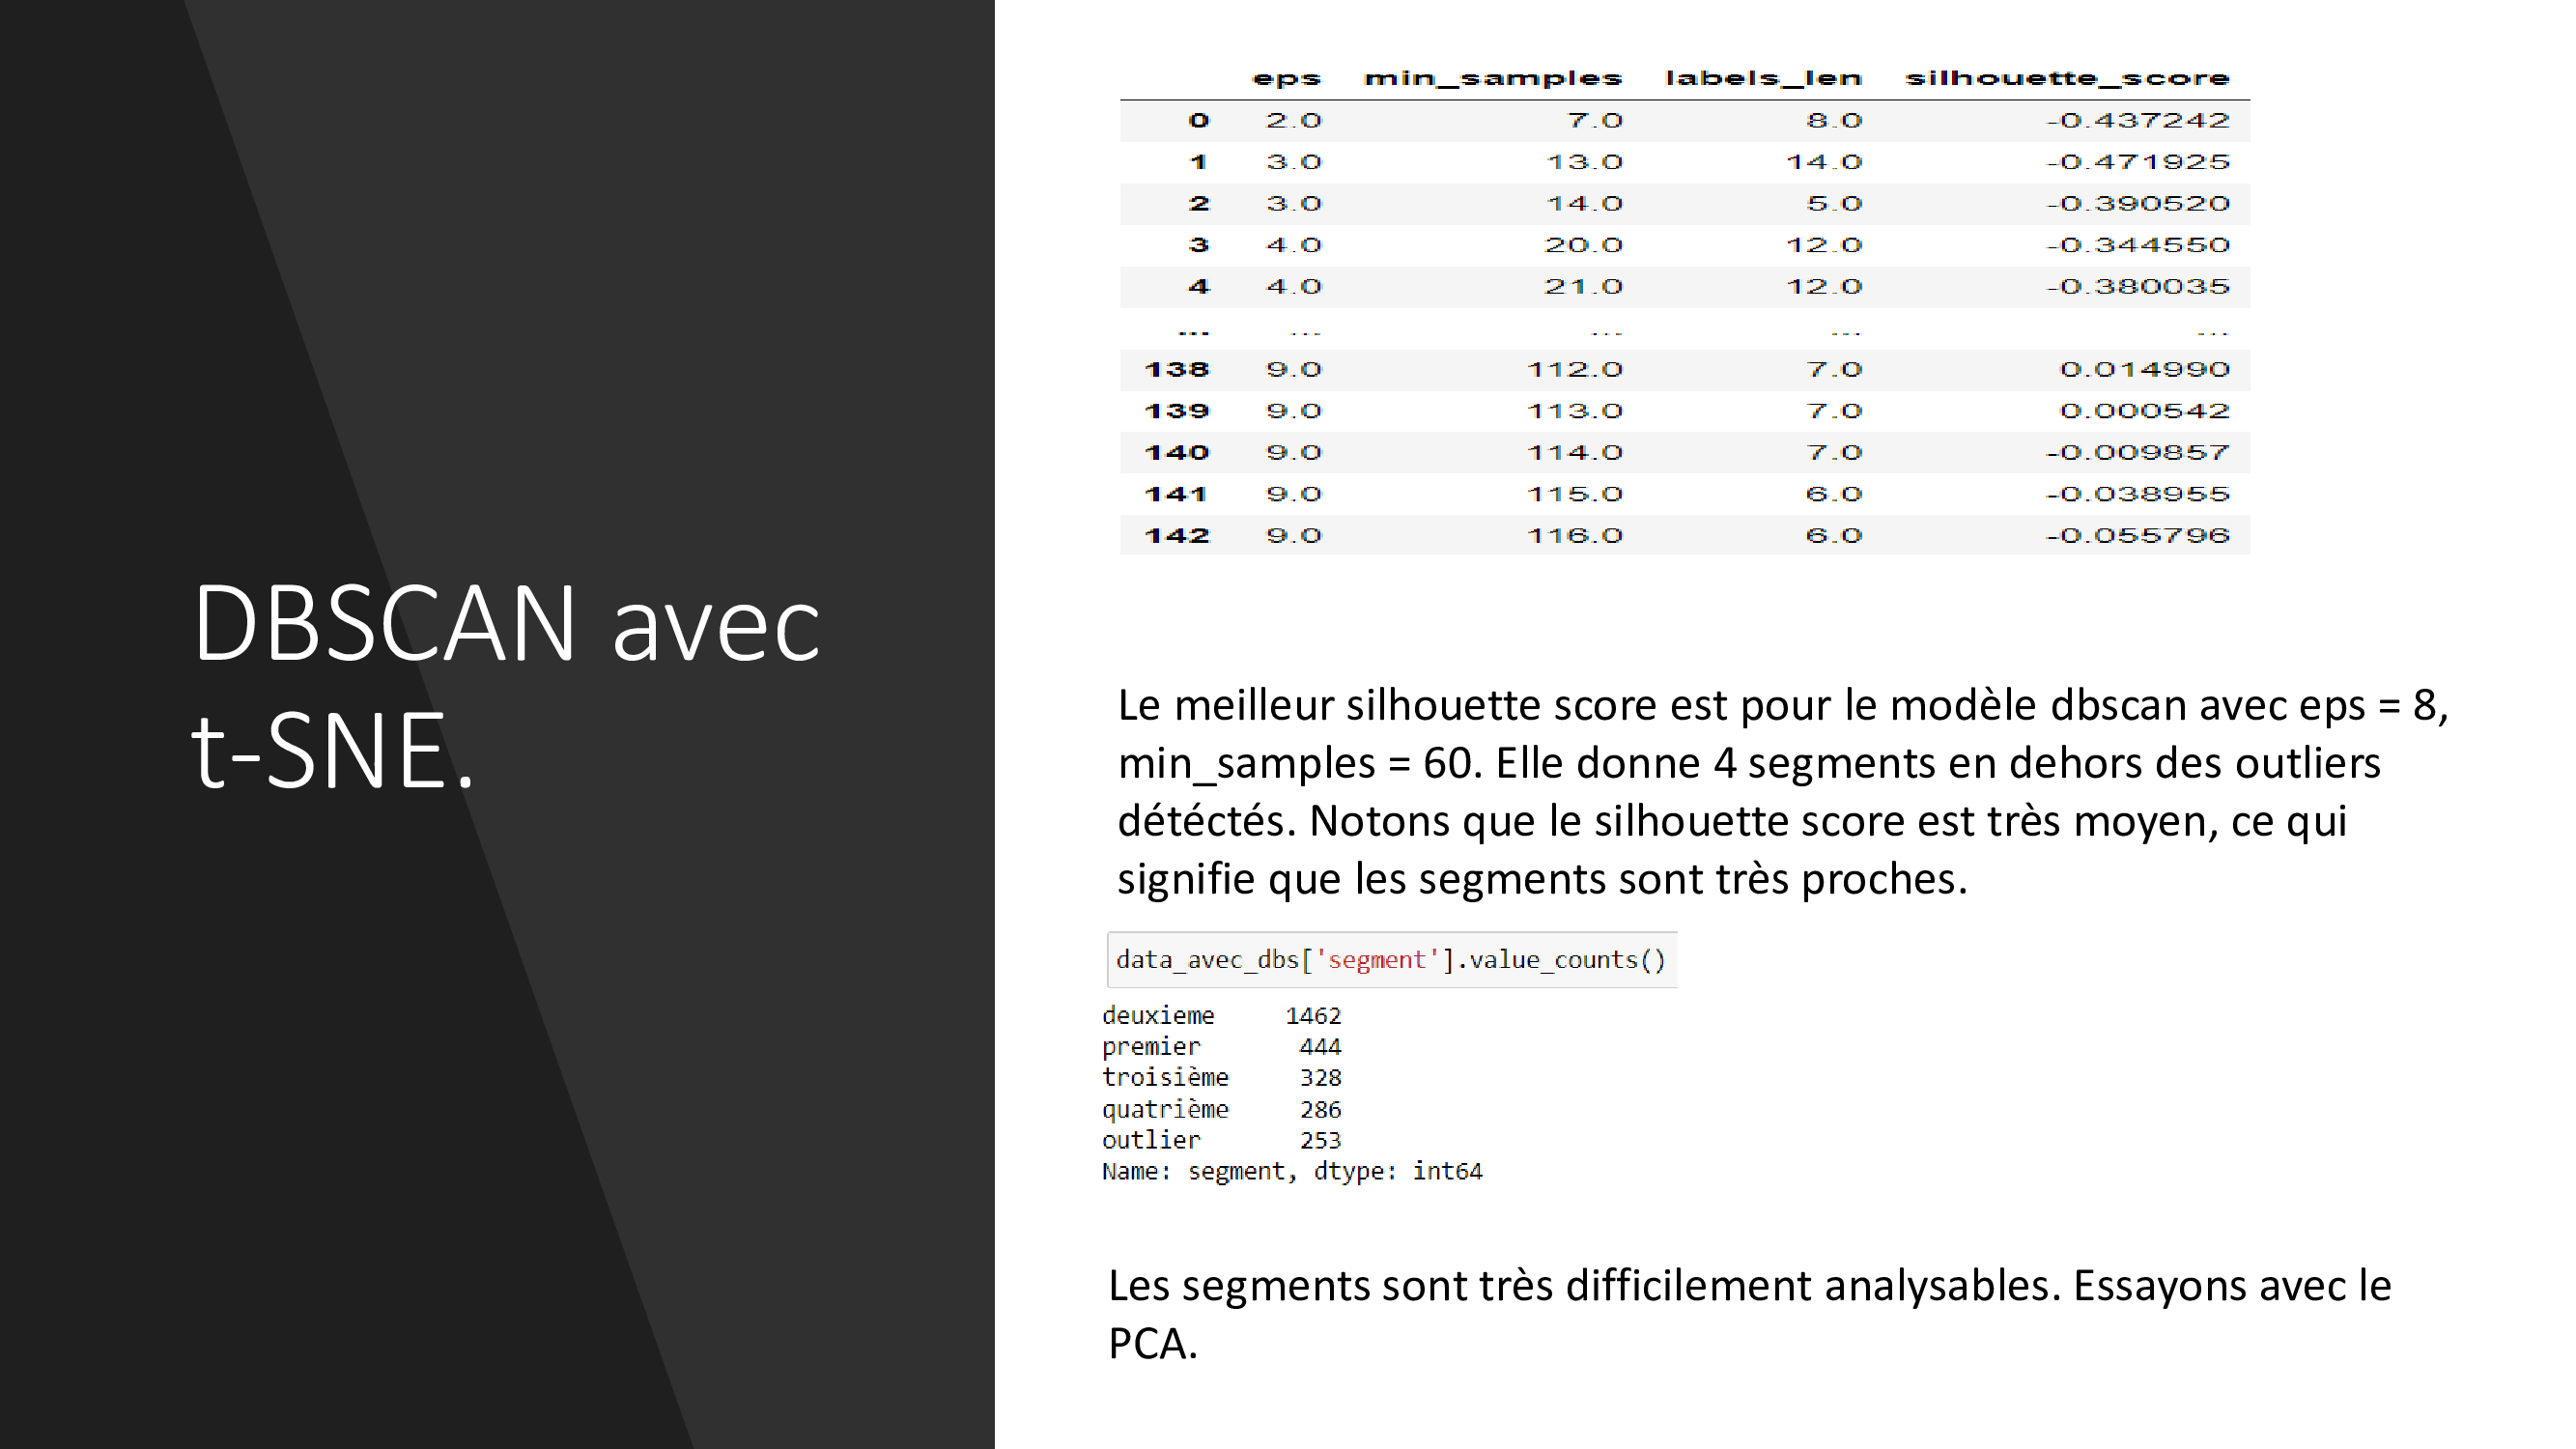 DBSCAN avec
t-SNE.
eps min_samples labels_len silhouette_score
0 2.0 7.0 8.0 -0.437242
1 3.0 13.0 14.0 -0.471925
2 3.0 14.0 5.0 -0.390520
3 4.0 20.0 12.0 -0.344550
4 4.0 21.0 12.0 -0.380035
... ... ... ... ...
138 9.0 112.0 7.0 0.014990
139 9.0 113.0 7.0 0.000542
140 9.0 114.0 7.0 -0.009857
141 9.0 115.0 6.0 -0.038955
142 9.0 116.0 6.0 -0.055796
Le meilleur silhouette score est pour le modèle dbscan avec eps = 8,
min_samples = 60. Elle donne 4 segments en dehors des outliers
détéctés. Notons que le silhouette score est très moyen, ce qui
signifie que les segments sont très proches.
data_avec_dbs['segment'].value_counts()
deuxieme 1462
premier 444
troisième 328
quatrième 286
outlier 253
Name: segment, dtype: int64
Les segments sont très difficilement analysables. Essayons avec le
PCA.